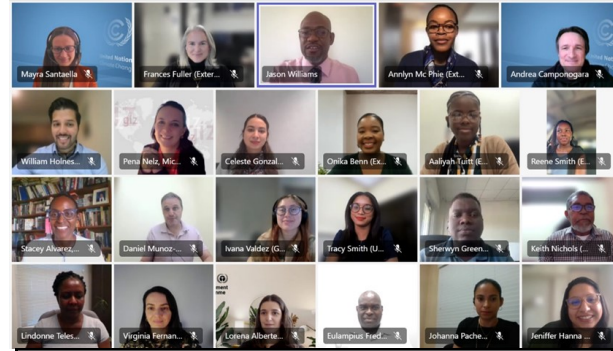 Mayra Santaella
Frances Fuller (Exter...
Jason Williams
Annlyn Mc Phie (Ext...
Andrea Camponogara
William Holnes...
Pena Nelz, Mic...
Celeste Gonzal...
Onika Benn (Ex...
Aaliyah Tuitt (E...
Reene Smith (E...
Stacey Alvarez,...
Daniel Munoz-...
Ivana Valdez (G...
Tracy Smith (U...
Sherwyn Green...
Keith Nichols (...
Lindonne Teles...
Virginia Fernan...
Lorena Alberte...
Eulampius Fred...
Johanna Pache...
Jeniffer Hanna ...